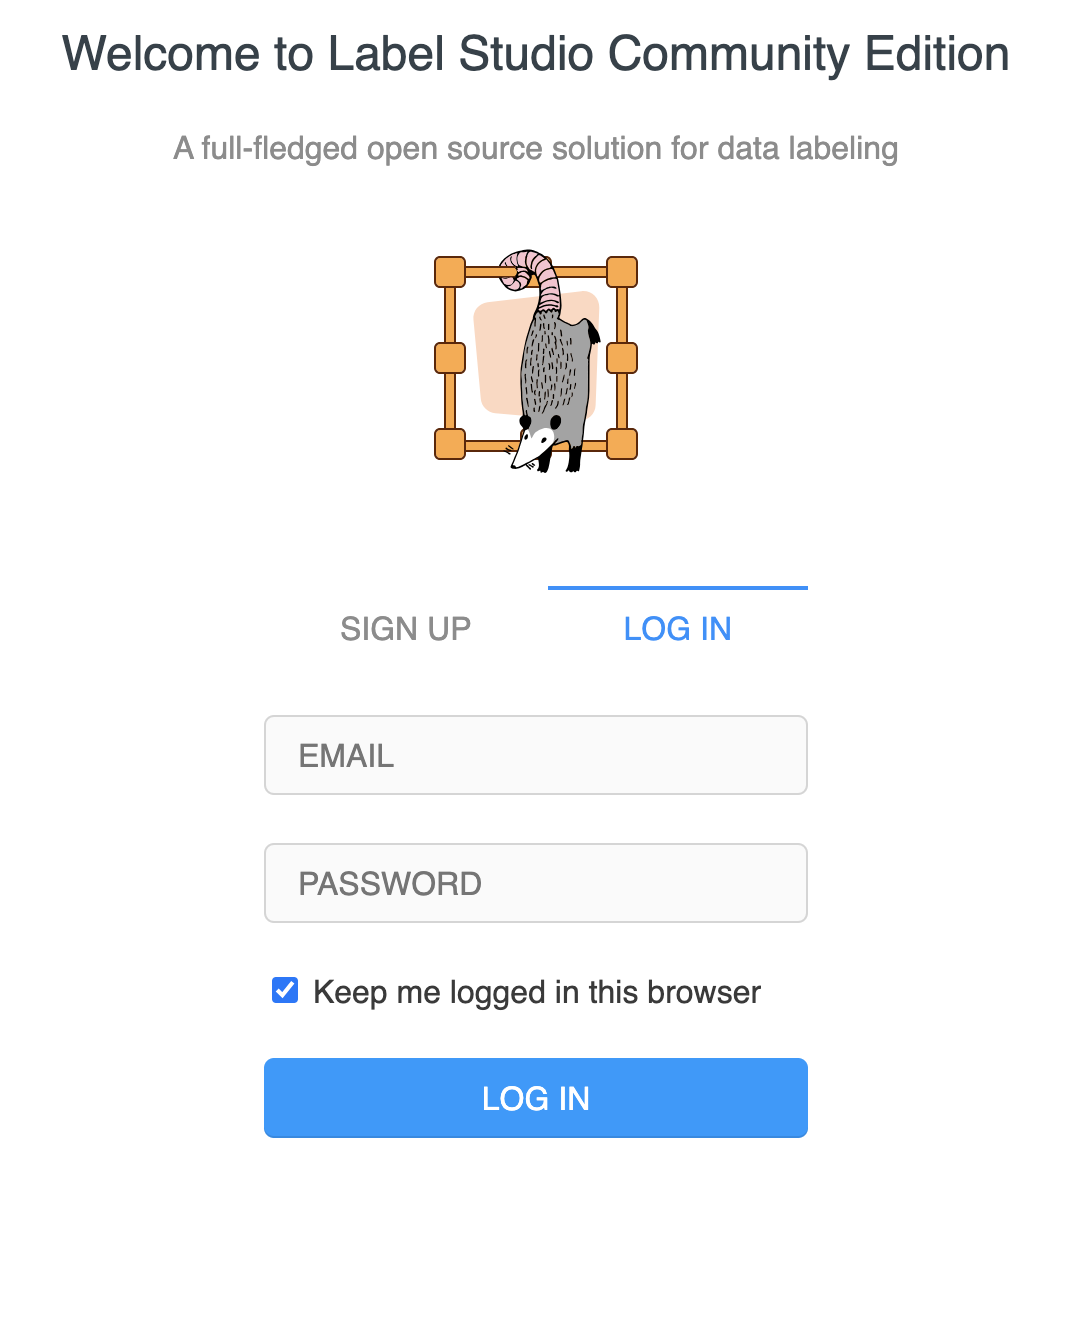 Welcome to Label Studio Community Edition
A full-fledged open source solution for data labeling
SIGN UP
LOG IN
EMAIL
PASSWORD
Keep me logged in this browser
LOG IN